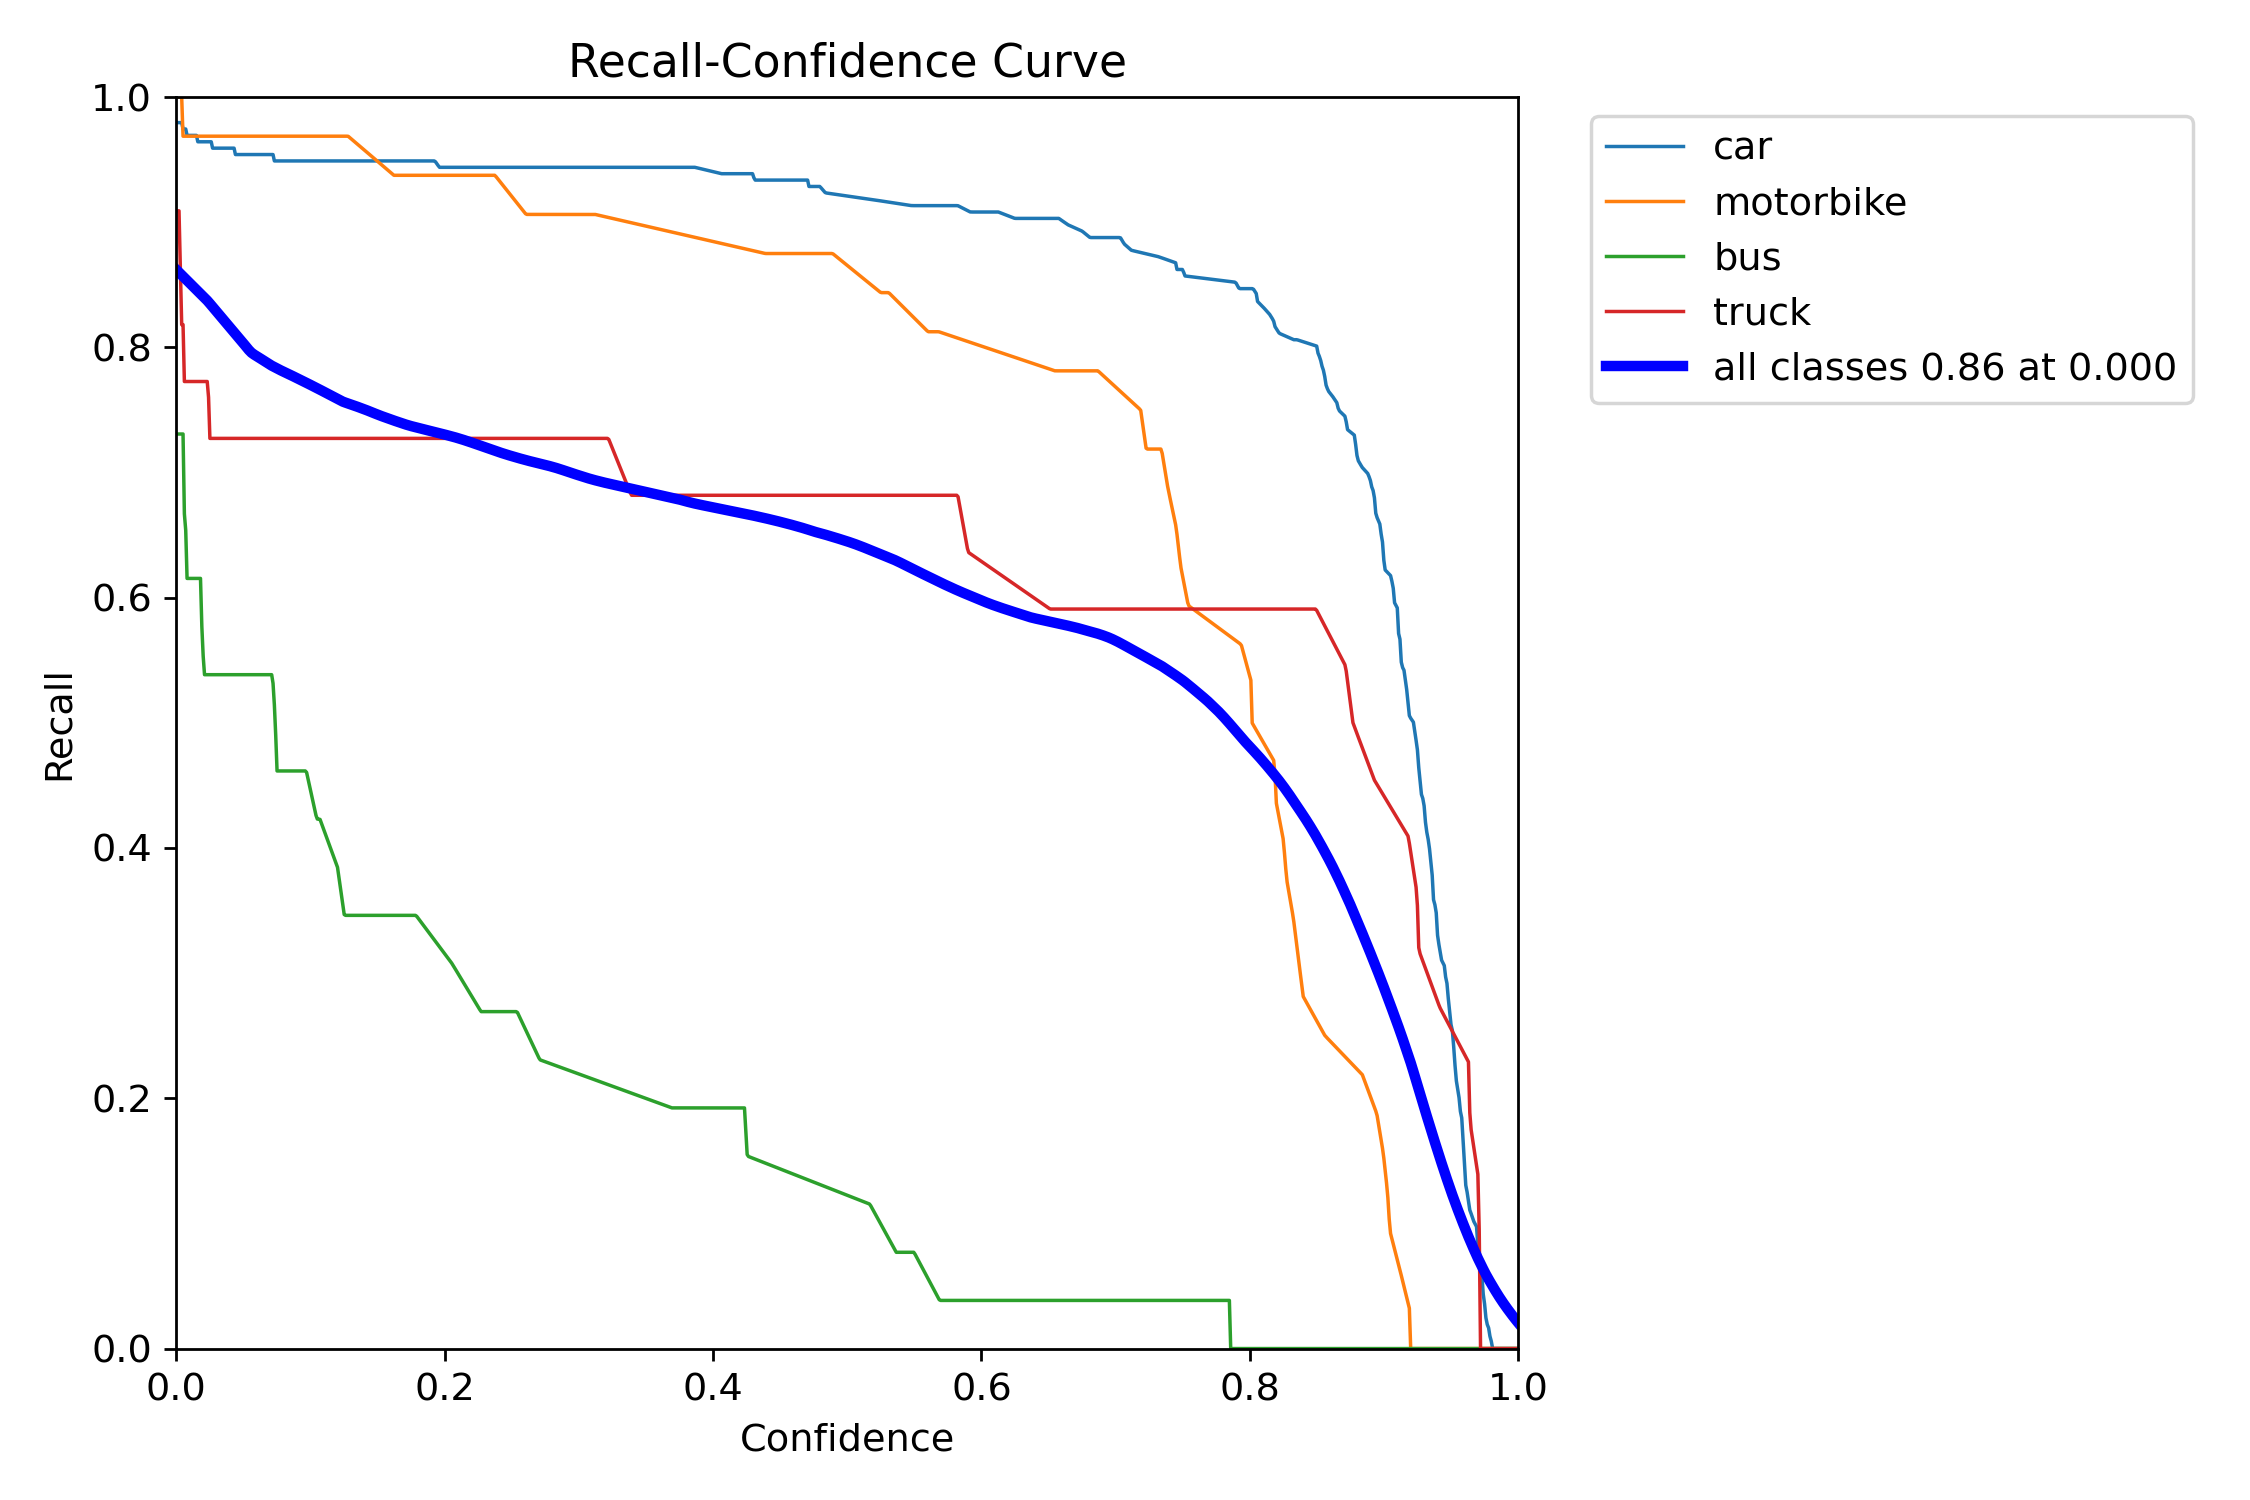 Recall-Confidence Curve
1.0
0.8
0.6
0.4
0.2
0.0
Recall
0.0 0.2 0.4 0.6 0.8 1.0
Confidence
car
motorbike
bus
truck
all classes 0.86 at 0.000